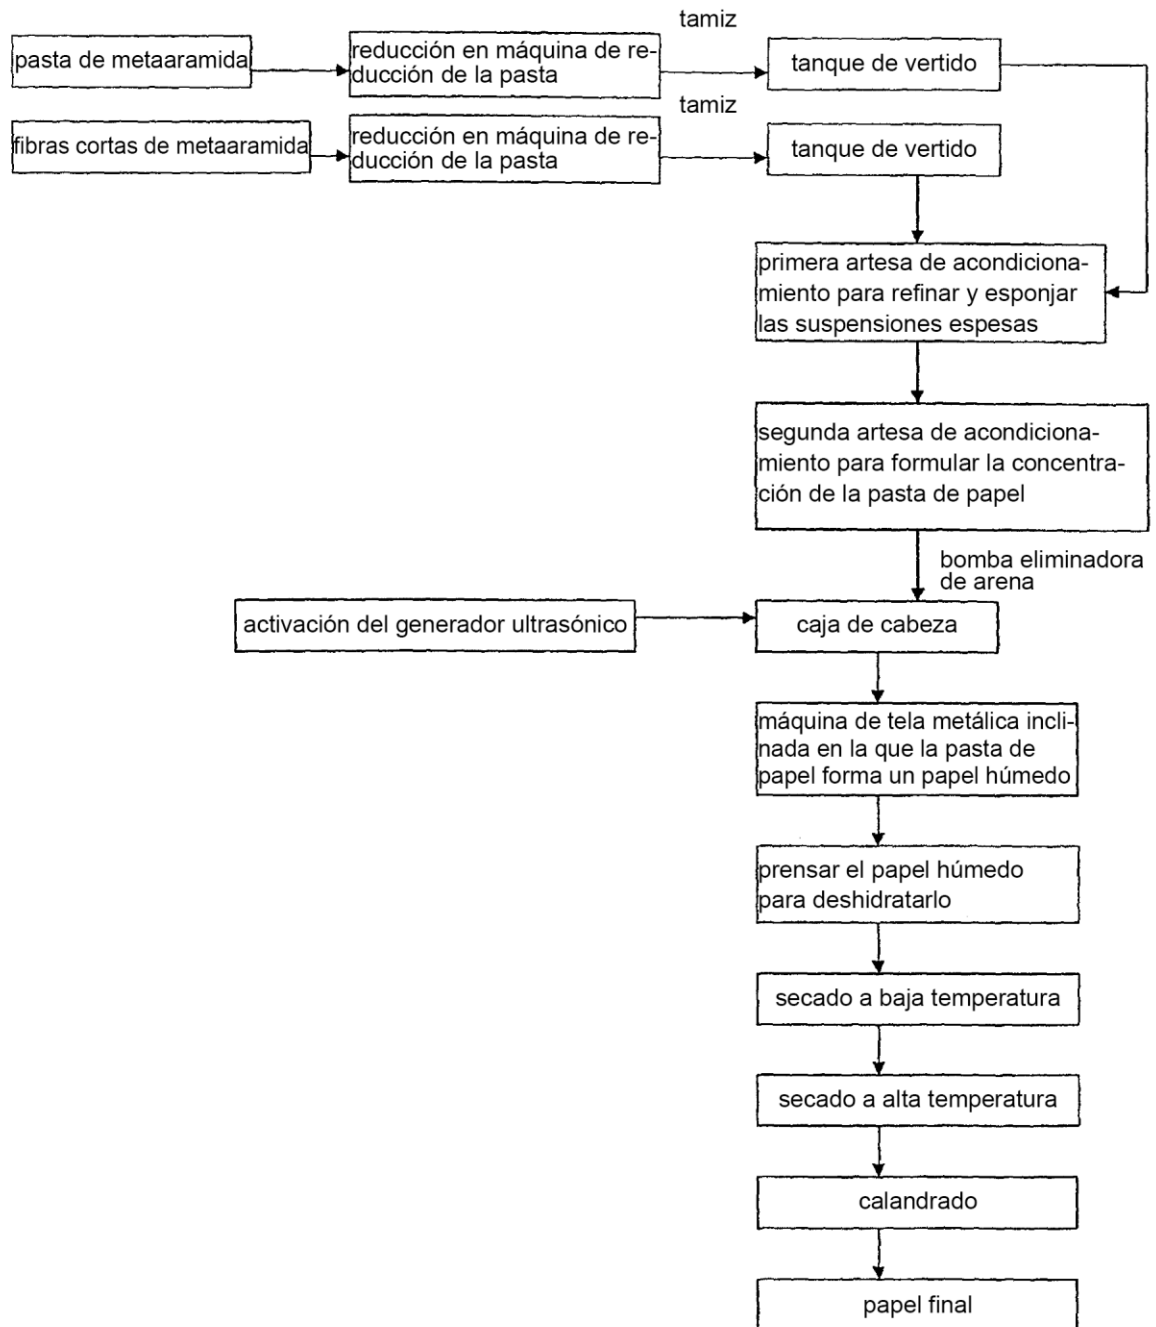 tamiz
pasta de metaaramida
reducción en máquina de re-
ducción de la pasta
tanque de vertido
tamiz
fibras cortas de metaaramida
reducción en máquina de re-
ducción de la pasta
tanque de vertido
primera artesa de acondiciona-
miento para refinar y esponjar
las suspensiones espesas
segunda artesa de acondiciona-
miento para formular la concentra-
ción de la pasta de papel
bomba eliminadora
de arena
activación del generador ultrasónico
caja de cabeza
máquina de tela metálica incli-
nada en la que la pasta de
papel forma un papel húmedo
prensar el papel húmedo
para deshidratarlo
secado a baja temperatura
secado a alta temperatura
calandrado
papel final